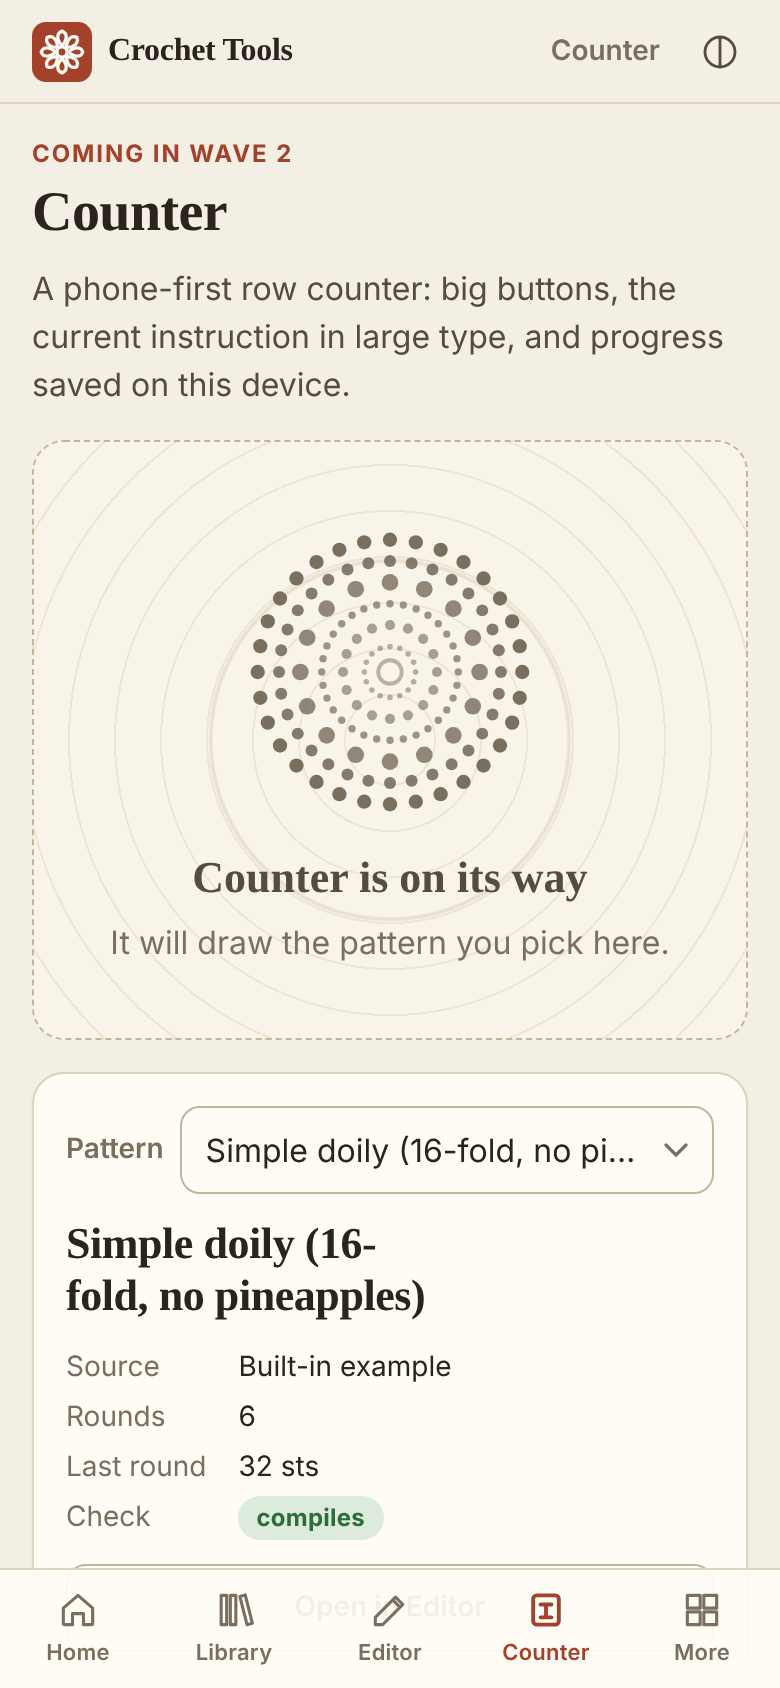 Crochet Tools
Counter
COMING IN WAVE 2
Counter
A phone-first row counter: big buttons, the
current instruction in large type, and progress
saved on this device.
Counter is on its way
It will draw the pattern you pick here.
Pattern
Simple doily (16-fold, no pi...
Simple doily (16-
fold, no pineapples)
Source Built-in example
Rounds 6
Last round 32 sts
Check compiles
Open in Editor
Home Library Editor Counter More